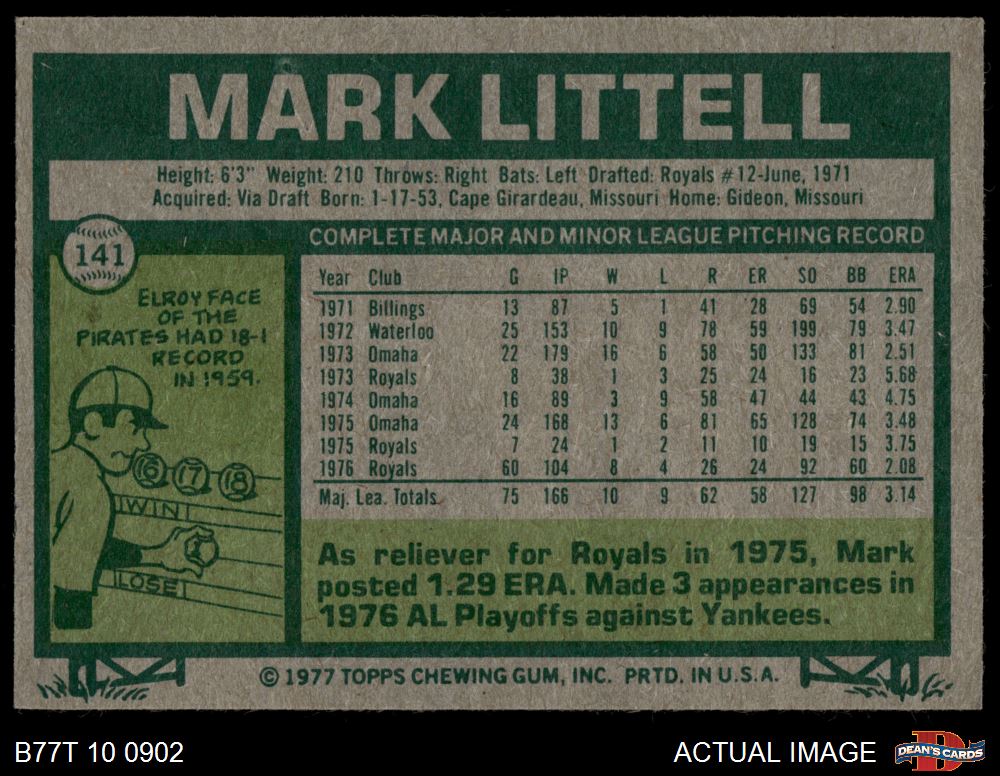 MARK LITTELL
Height: 6'3" Weight: 210 Throws: Right Bats: Left Drafted: Royals #12-June, 1971
Acquired: Via Draft Born: 1-17-53, Cape Girardeau, Missouri Home: Gideon, Missouri
141
ELROY FACE
OF THE
PIRATES HAD 18-1
RECORD
IN 1959.
16 17 18
WIN
LOSE
COMPLETE MAJOR AND MINOR LEAGUE PITCHING RECORD
Year Club G IP W L R ER SO BB ERA
1971 Billings 13 87 5 1 41 28 69 54 2.90
1972 Waterloo 25 153 10 9 78 59 199 79 3.47
1973 Omaha 22 179 16 6 58 50 133 81 2.51
1973 Royals 8 38 1 3 25 24 16 23 5.68
1974 Omaha 16 89 3 9 58 47 44 43 4.75
1975 Omaha 24 168 13 6 81 65 128 74 3.48
1975 Royals 7 24 1 2 11 10 19 15 3.75
1976 Royals 60 104 8 4 26 24 92 60 2.08
Maj. Lea. Totals 75 166 10 9 62 58 127 98 3.14
As reliever for Royals in 1975, Mark
posted 1.29 ERA. Made 3 appearances in
1976 AL Playoffs against Yankees.
© 1977 TOPPS CHEWING GUM, INC. PRTD. IN U.S.A.
B77T 10 0902
ACTUAL IMAGE
D
DEAN'S CARDS